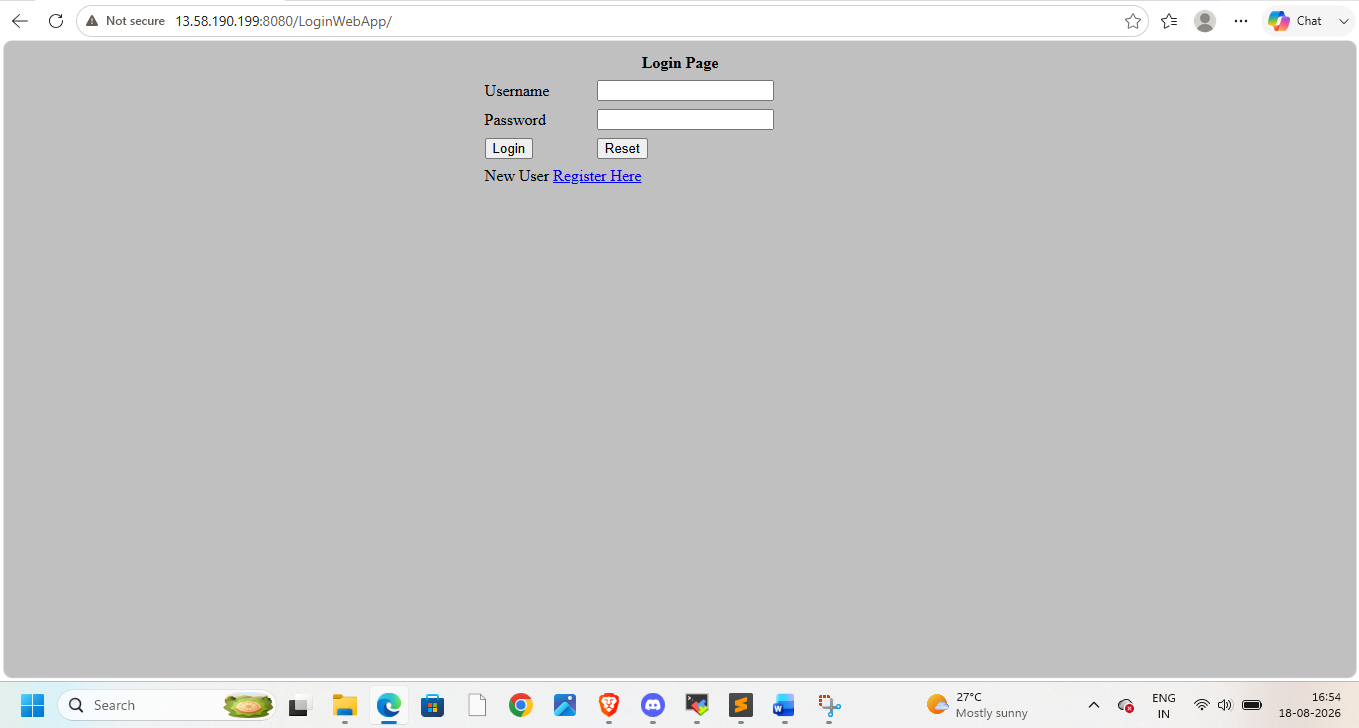 Not secure 13.58.190.199:8080/LoginWebApp/ Chat
Login Page
Username
Password
Login Reset
New User Register Here
Search
27°C
Mostly sunny
ENG
IN
16:54
18-08-2026